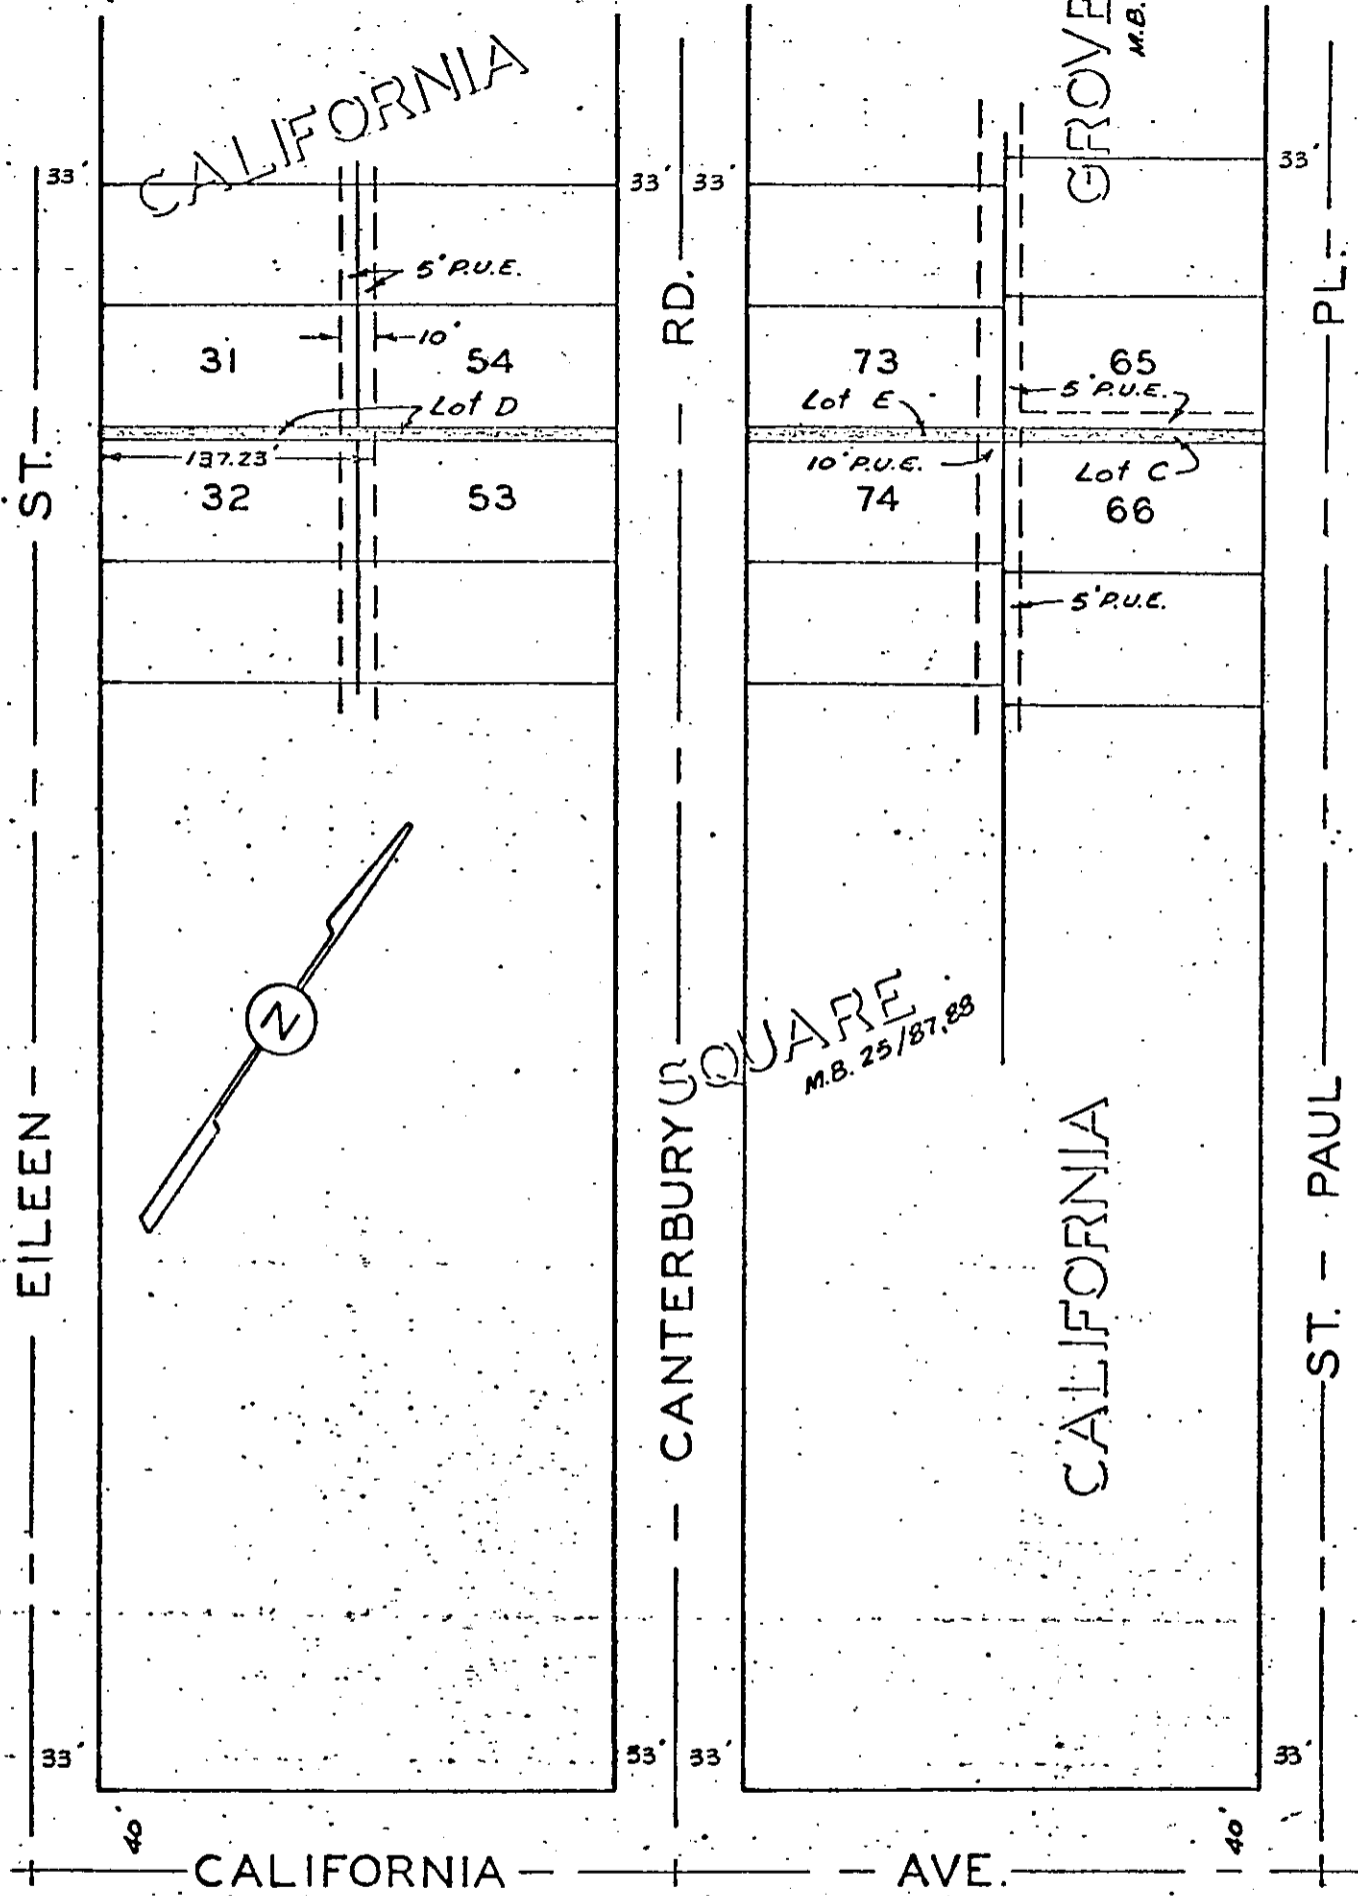 CALIFORNIA
GROVE
M.B.
33'
33'
33'
33'
5' P.U.E.
10'
31
54
73
65
Lot D
Lot E
5' P.U.E.
137.23'
10' P.U.E.
Lot C
32
53
74
66
5' P.U.E.
N
SQUARE
M.B. 25/87,88
CALIFORNIA
EILEEN ST.
CANTERBURY RD.
ST. PAUL PL.
33'
33'
33'
33'
40'
40'
CALIFORNIA AVE.